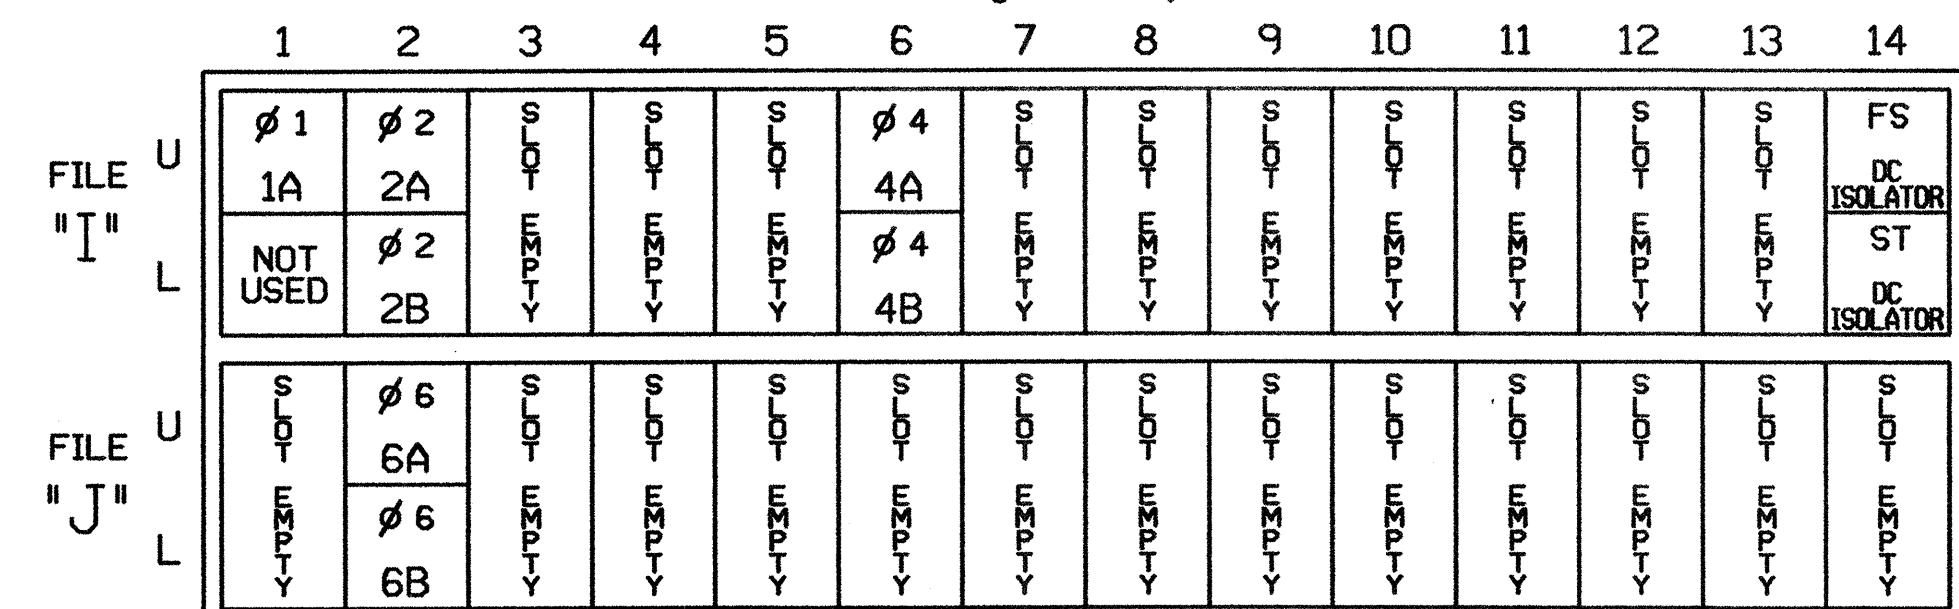 1 2 3 4 5 6 7 8 9 10 11 12 13 14
FILE "I"
U
L
Ø 1
1A
NOT
USED
Ø 2
2A
Ø 2
2B
SLOT EMPTY
SLOT EMPTY
SLOT EMPTY
Ø 4
4A
Ø 4
4B
SLOT EMPTY
SLOT EMPTY
SLOT EMPTY
SLOT EMPTY
SLOT EMPTY
SLOT EMPTY
SLOT EMPTY
FS
DC
ISOLATOR
ST
DC
ISOLATOR
FILE "J"
U
L
SLOT EMPTY
Ø 6
6A
Ø 6
6B
SLOT EMPTY
SLOT EMPTY
SLOT EMPTY
SLOT EMPTY
SLOT EMPTY
SLOT EMPTY
SLOT EMPTY
SLOT EMPTY
SLOT EMPTY
SLOT EMPTY
SLOT EMPTY
SLOT EMPTY